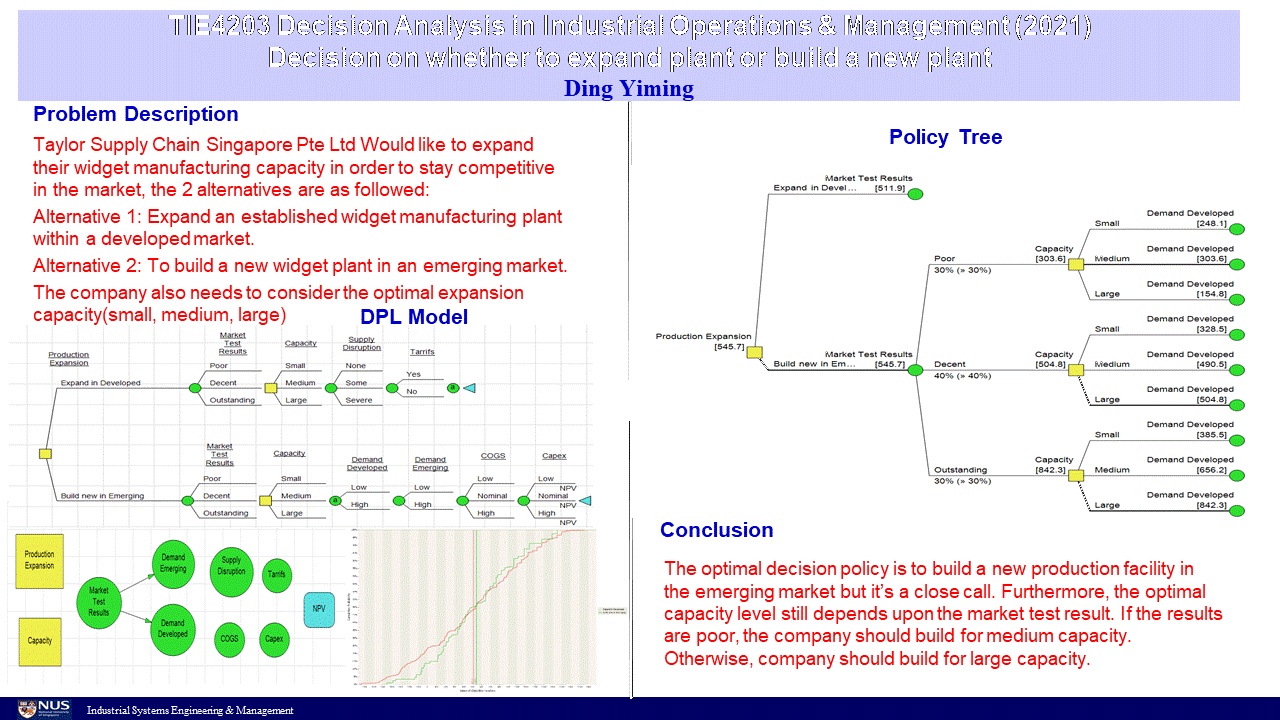 TIE4203 Decision Analysis in Industrial Operations & Management (2021)
Decision on whether to expand plant or build a new plant
Ding Yiming
Problem Description
Taylor Supply Chain Singapore Pte Ltd Would like to expand
their widget manufacturing capacity in order to stay competitive
in the market, the 2 alternatives are as followed:
Alternative 1: Expand an established widget manufacturing plant
within a developed market.
Alternative 2: To build a new widget plant in an emerging market.
The company also needs to consider the optimal expansion
capacity(small, medium, large)
DPL Model
Production
Expansion
Market
Test
Results
Capacity
Supply
Disruption
Tarrifs
Expand in Developed
Poor
Decent
Outstanding
Small
Medium
Large
None
Some
Severe
Yes
No
a
Market
Test
Results
Capacity
Demand
Developed
Demand
Emerging
COGS
Capex
Build new in Emerging
Poor
Decent
Outstanding
Small
Medium
Large
a
Low
High
Low
High
Low
Nominal
High
Low
NPV
Nominal
NPV
High
NPV
Production
Expansion
Capacity
Market
Test
Results
Demand
Emerging
Demand
Developed
Supply
Disruption
Tarrifs
COGS
Capex
NPV
Policy Tree
Production Expansion
[545.7]
Market Test Results
Expand in Devel... [511.9]
Market Test Results
Build new in Em... [545.7]
Poor
30% (» 30%)
Capacity
[303.6]
Demand Developed
Small [248.1]
Demand Developed
Medium [303.6]
Demand Developed
Large [154.8]
Decent
40% (» 40%)
Capacity
[504.8]
Demand Developed
Small [328.5]
Demand Developed
Medium [490.5]
Demand Developed
Large [504.8]
Outstanding
30% (» 30%)
Capacity
[842.3]
Demand Developed
Small [385.5]
Demand Developed
Medium [656.2]
Demand Developed
Large [842.3]
Conclusion
The optimal decision policy is to build a new production facility in
the emerging market but it's a close call. Furthermore, the optimal
capacity level still depends upon the market test result. If the results
are poor, the company should build for medium capacity.
Otherwise, company should build for large capacity.
NUS
National University
of Singapore
Industrial Systems Engineering & Management